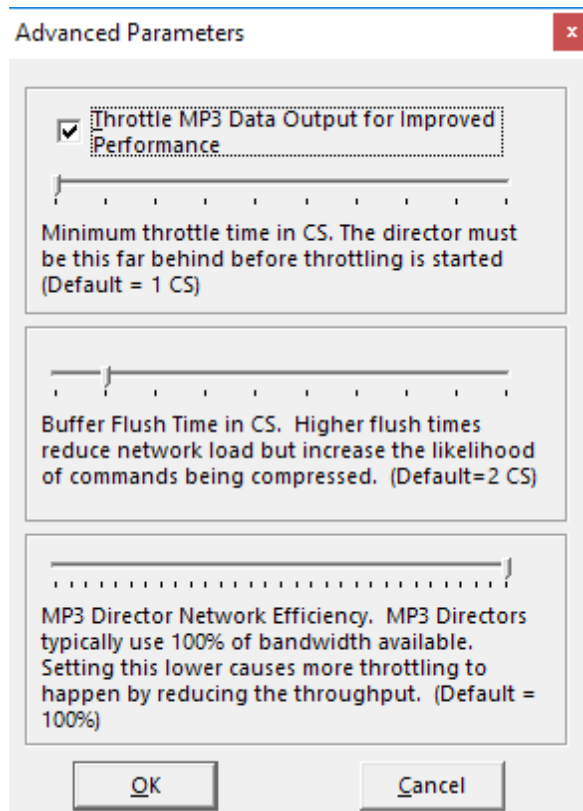 Advanced Parameters
x
Throttle MP3 Data Output for Improved
Performance
Minimum throttle time in CS. The director must
be this far behind before throttling is started
(Default = 1 CS)
Buffer Flush Time in CS.  Higher flush times
reduce network load but increase the likelihood
of commands being compressed.  (Default=2 CS)
MP3 Director Network Efficiency.  MP3 Directors
typically use 100% of bandwidth available.
Setting this lower causes more throttling to
happen by reducing the throughput.  (Default =
100%)
OK
Cancel